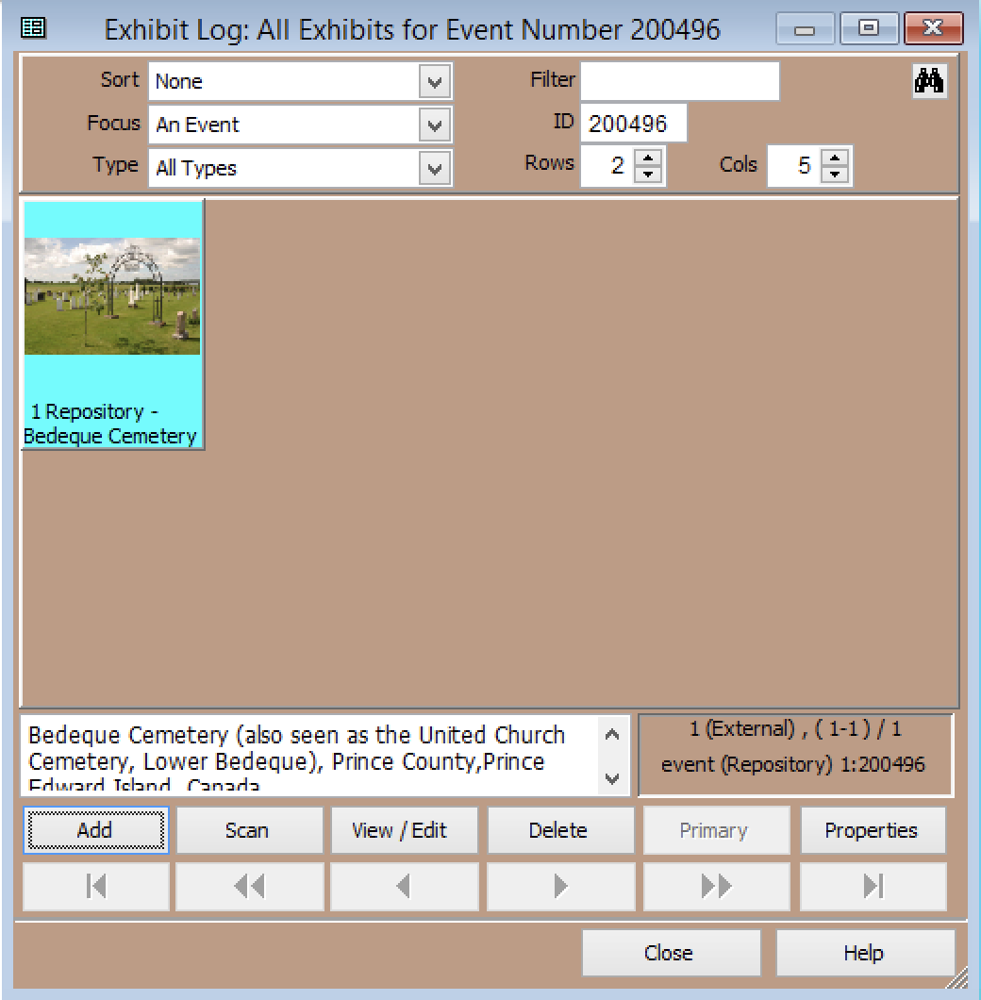 Exhibit Log: All Exhibits for Event Number 200496
Sort None Filter
Focus An Event ID 200496
Type All Types Rows 2 Cols 5
1 Repository -
Bedeque Cemetery
Bedeque Cemetery (also seen as the United Church
Cemetery, Lower Bedeque), Prince County,Prince
Edward Island, Canada
1 (External) , ( 1-1 ) / 1
event (Repository) 1:200496
Add Scan View / Edit Delete Primary Properties
Close Help